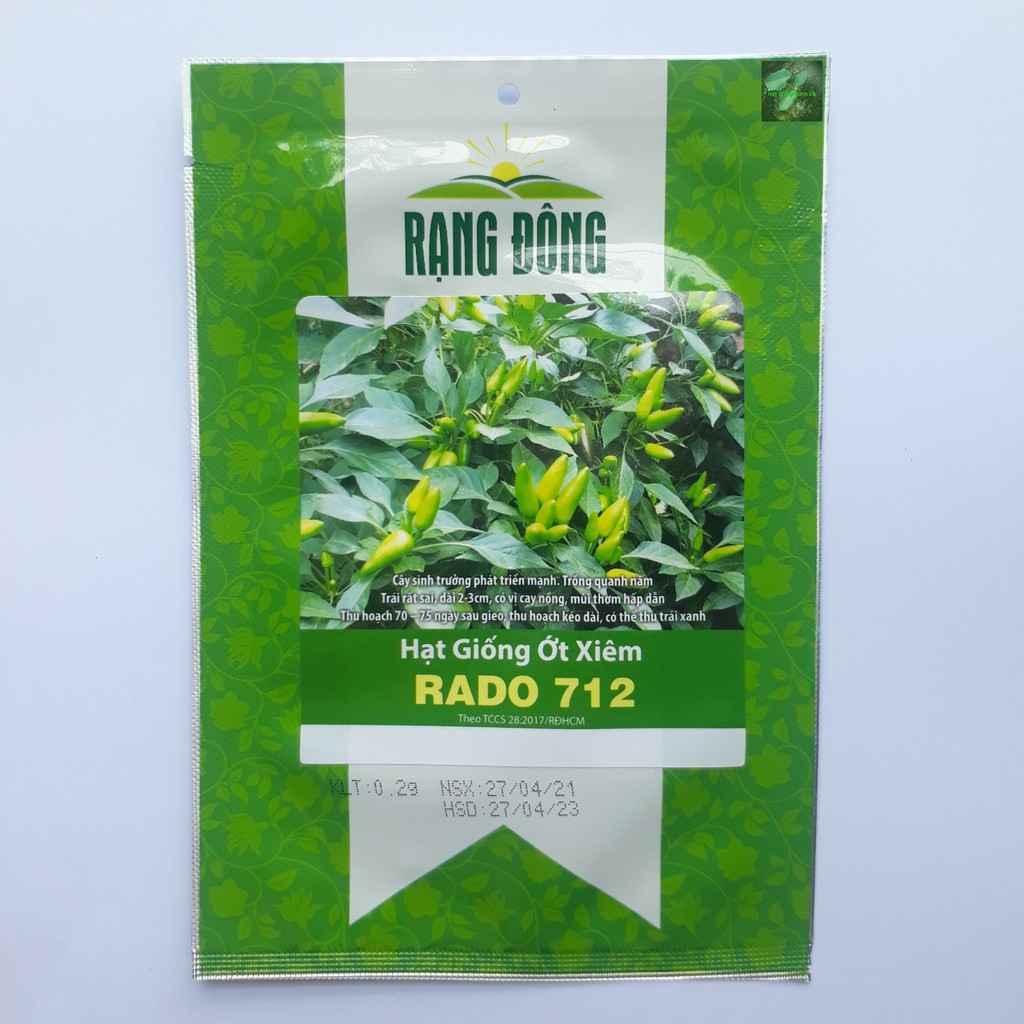 RẠNG ĐÔNG
Cây sinh trưởng phát triển mạnh. Trồng quanh năm
Trái rất sai, dài 2-3cm, có vị cay nồng, mùi thơm hấp dẫn
Thu hoạch 70 – 75 ngày sau gieo, thu hoạch kéo dài, có thể thu trái xanh
Hạt Giống Ớt Xiêm
RADO 712
Theo TCCS 28:2017/RĐHCM
KLT:0.2g NSX:27/04/21
HSD:27/04/23